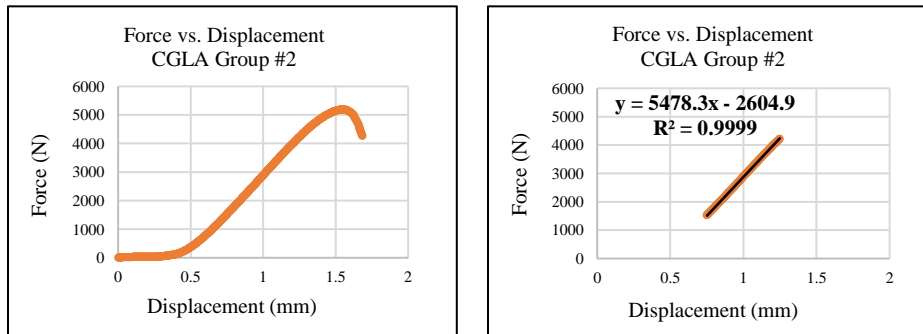 Force vs. Displacement
CGLA Group #2
6000
5000
4000
3000
2000
1000
0
0 0.5 1 1.5 2
Force (N)
Displacement (mm)
Force vs. Displacement
CGLA Group #2
y = 5478.3x - 2604.9
R² = 0.9999
6000
5000
4000
3000
2000
1000
0
0 0.5 1 1.5 2
Force (N)
Displacement (mm)